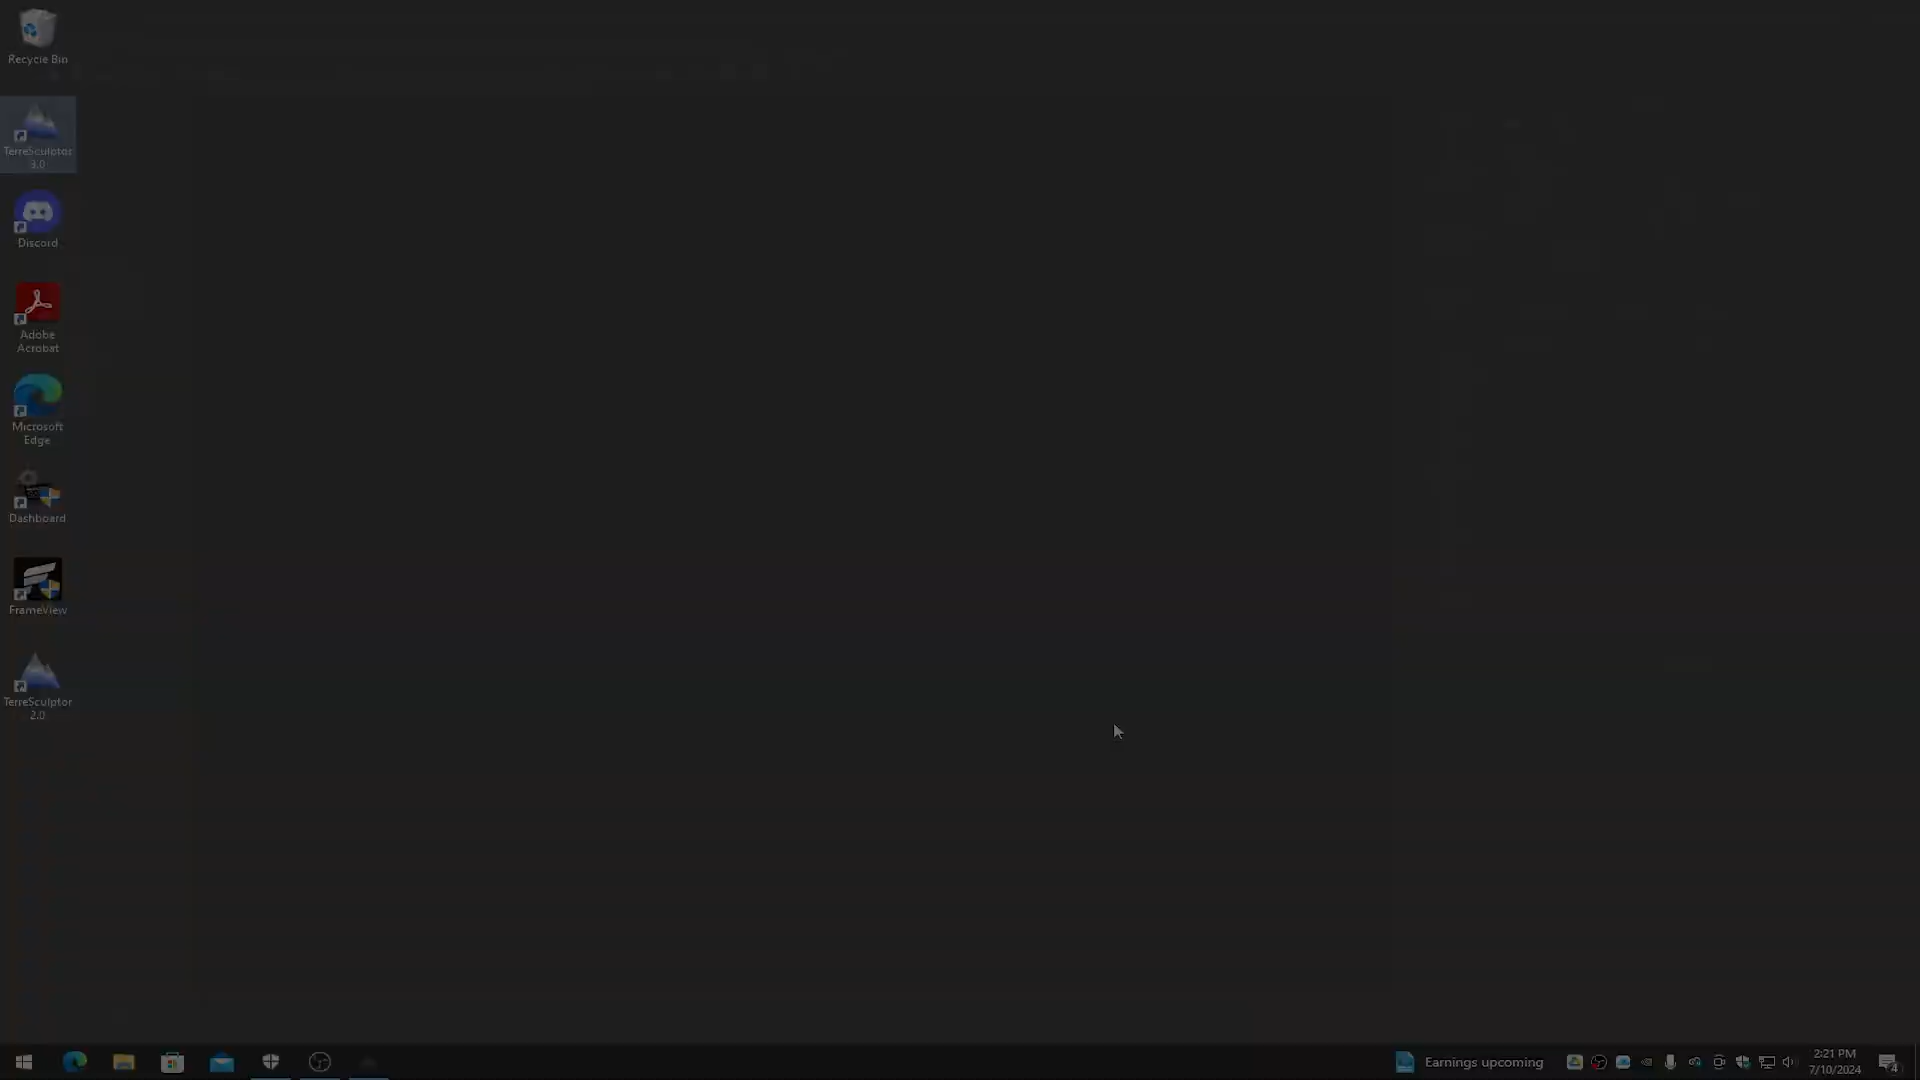 Recycle Bin
TerreSculptor
3.0
Discord
Adobe
Acrobat
Microsoft
Edge
Dashboard
FrameView
TerreSculptor
2.0
Earnings upcoming
2:21 PM
7/10/2024
4